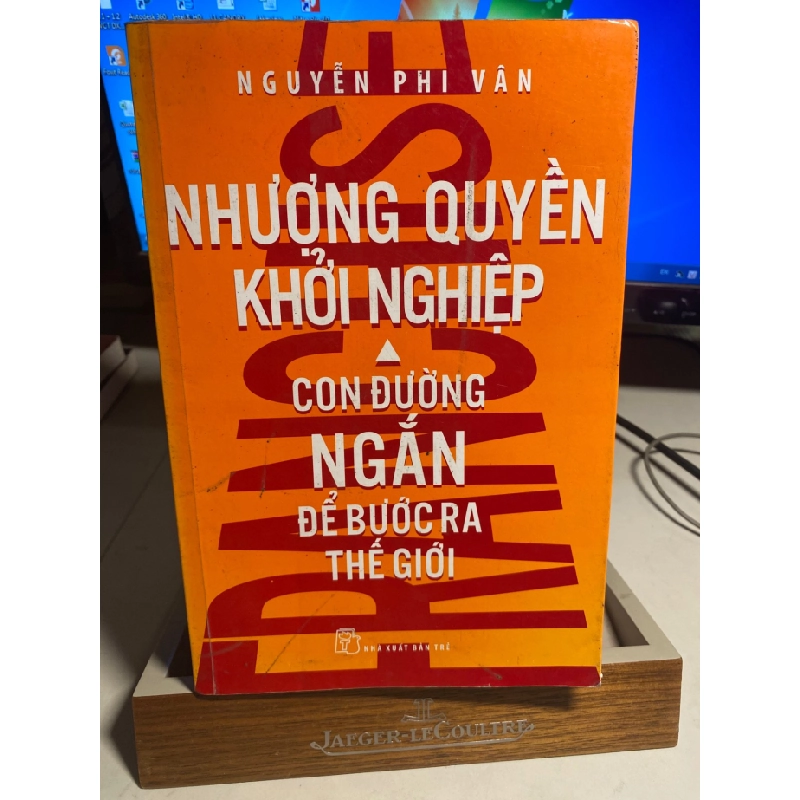 NGUYỄN PHI VÂN
FRANCHISE
NHƯỢNG QUYỀN
KHỞI NGHIỆP
CON ĐƯỜNG
NGẮN
ĐỂ BƯỚC RA
THẾ GIỚI
NHÀ XUẤT BẢN TRẺ
JAEGER-LECOULTRE
EN